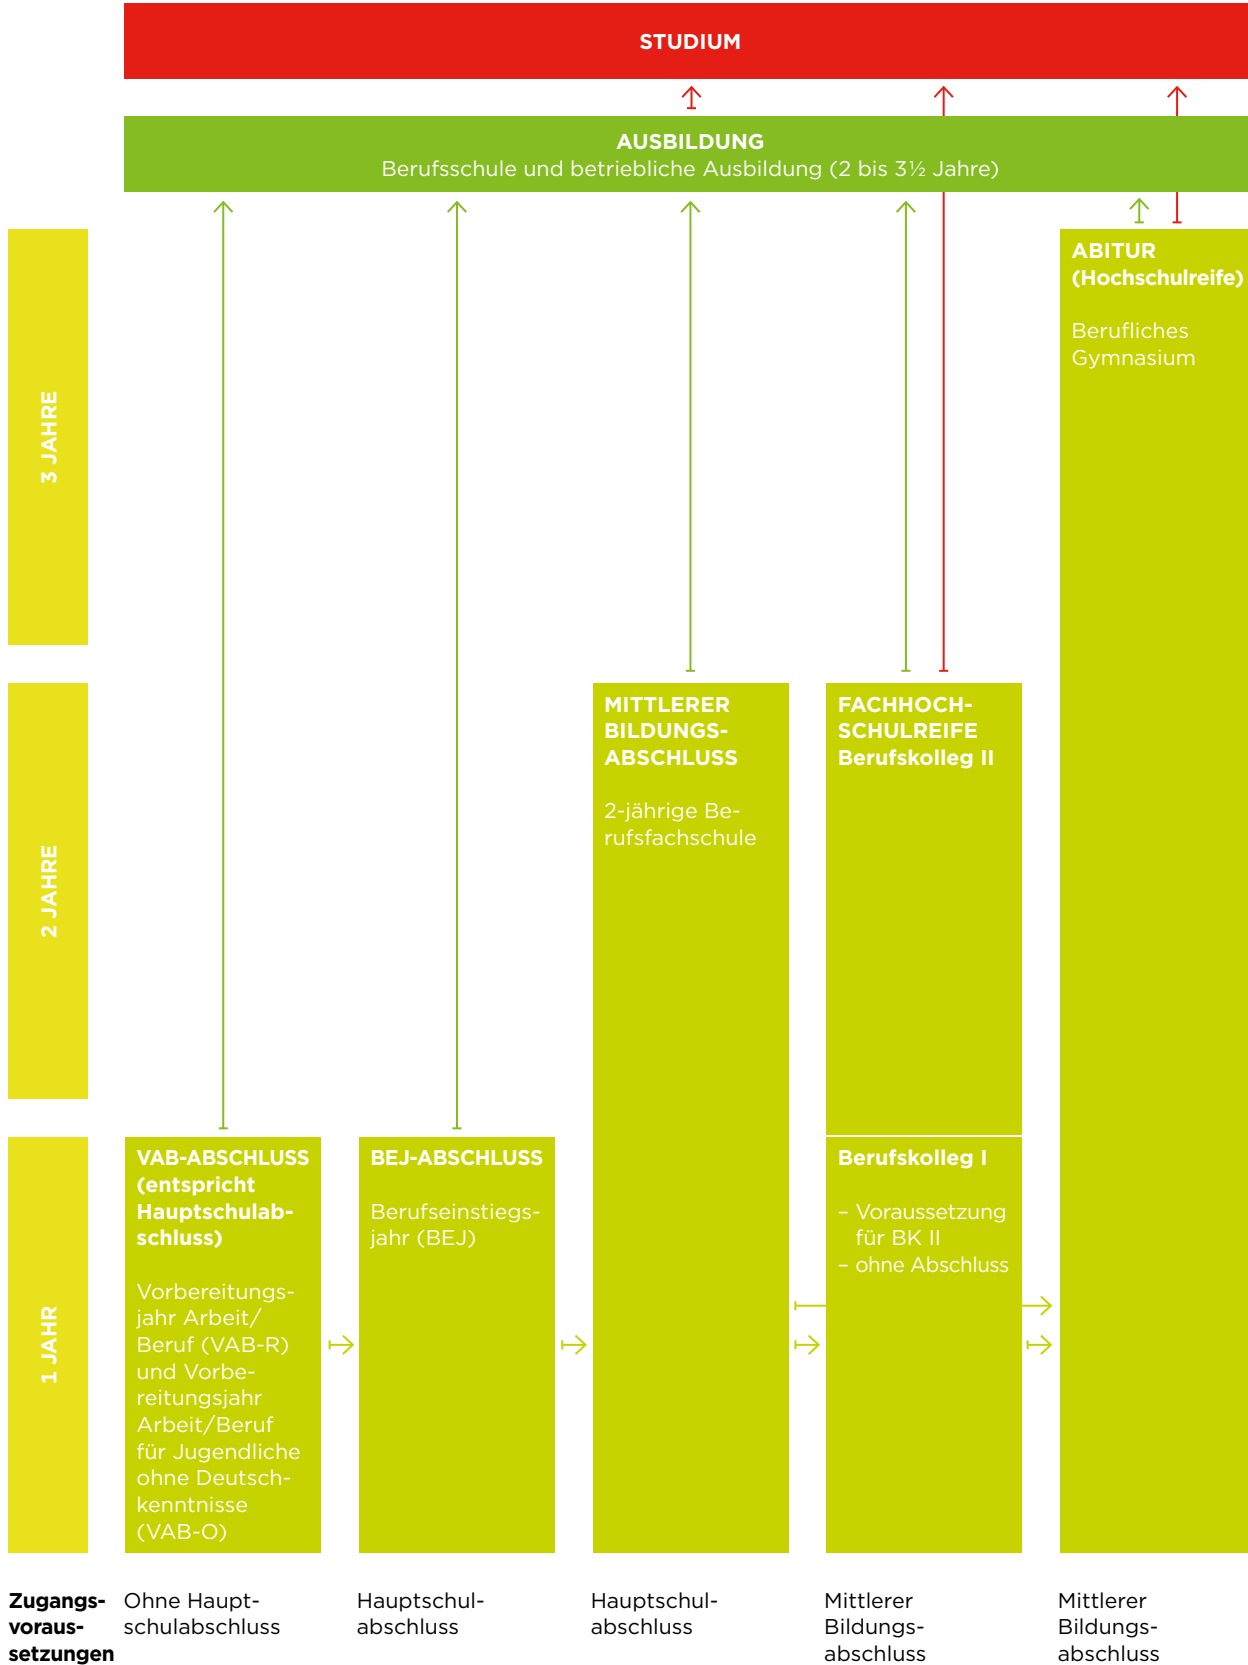 STUDIUM
AUSBILDUNG
Berufsschule und betriebliche Ausbildung (2 bis 3½ Jahre)
3 JAHRE
ABITUR
(Hochschulreife)
Berufliches
Gymnasium
2 JAHRE
MITTLERER
BILDUNGS-
ABSCHLUSS
2-jährige Be-
rufsfachschule
FACHHOCH-
SCHULREIFE
Berufskolleg II
1 JAHR
VAB-ABSCHLUSS
(entspricht
Hauptschulab-
schluss)
Vorbereitungs-
jahr Arbeit/
Beruf (VAB-R)
und Vorbe-
reitungsjahr
Arbeit/Beruf
für Jugendliche
ohne Deutsch-
kenntnisse
(VAB-O)
BEJ-ABSCHLUSS
Berufseinstiegs-
jahr (BEJ)
Berufskolleg I
– Voraussetzung
für BK II
– ohne Abschluss
Zugangs-
voraus-
setzungen
Ohne Haupt-
schulabschluss
Hauptschul-
abschluss
Hauptschul-
abschluss
Mittlerer
Bildungs-
abschluss
Mittlerer
Bildungs-
abschluss